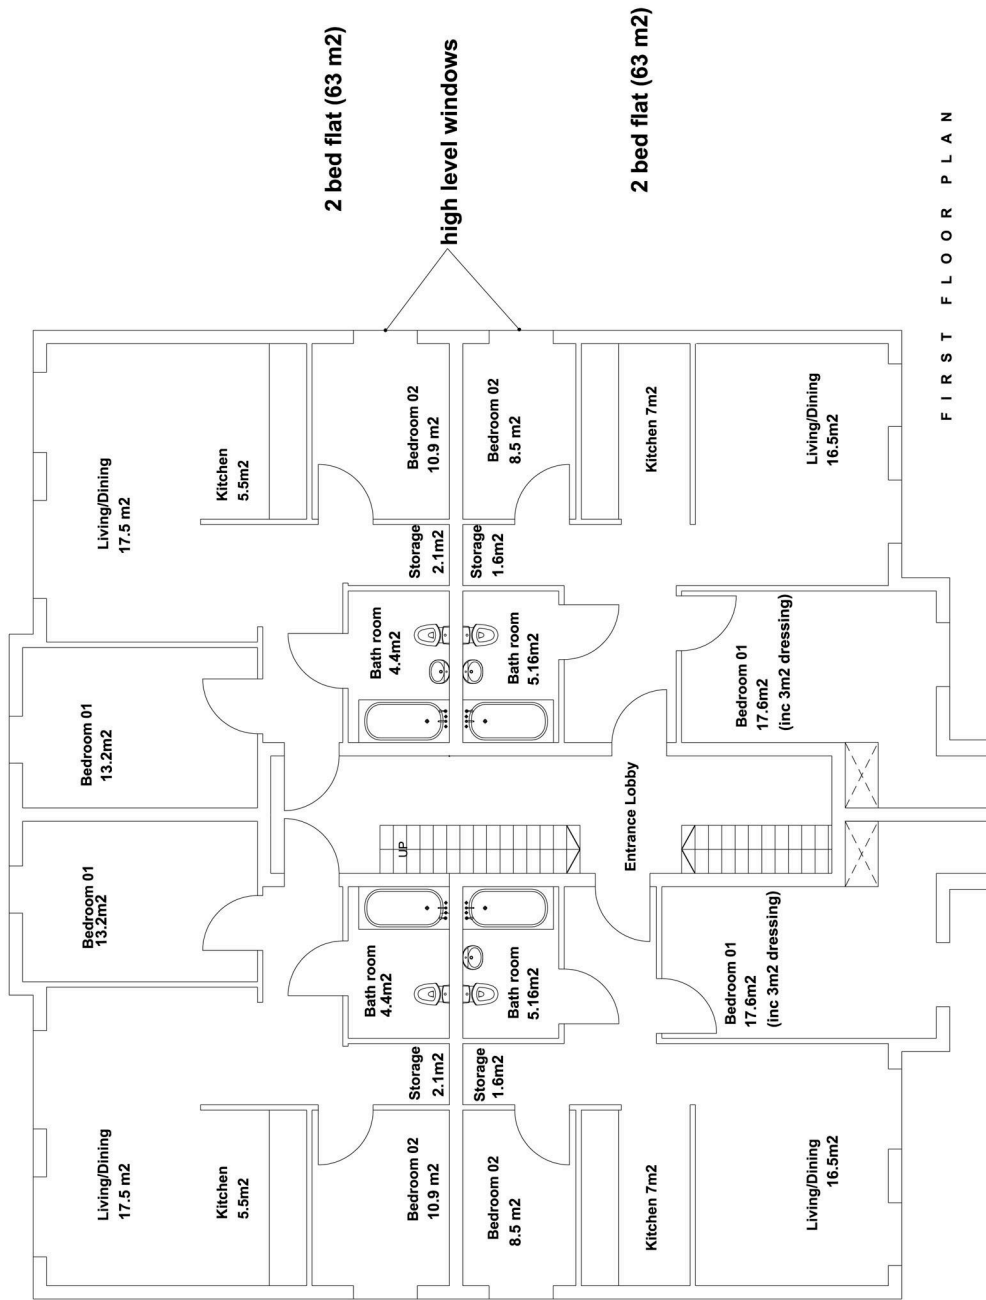 2 bed flat (63 m2)
high level windows
2 bed flat (63 m2)
FIRST FLOOR PLAN
Living/Dining
17.5 m2
Kitchen
5.5m2
Bedroom 02
10.9 m2
Bedroom 02
8.5 m2
Kitchen 7m2
Living/Dining
16.5m2
Storage
2.1m2
Storage
1.6m2
Bath room
4.4m2
Bath room
5.16m2
Bedroom 01
13.2m2
Bedroom 01
17.6m2
(inc 3m2 dressing)
UP
Entrance Lobby
Bedroom 01
13.2m2
Bath room
4.4m2
Bath room
5.16m2
Bedroom 01
17.6m2
(inc 3m2 dressing)
Storage
2.1m2
Storage
1.6m2
Living/Dining
17.5 m2
Kitchen
5.5m2
Bedroom 02
10.9 m2
Bedroom 02
8.5 m2
Kitchen 7m2
Living/Dining
16.5m2